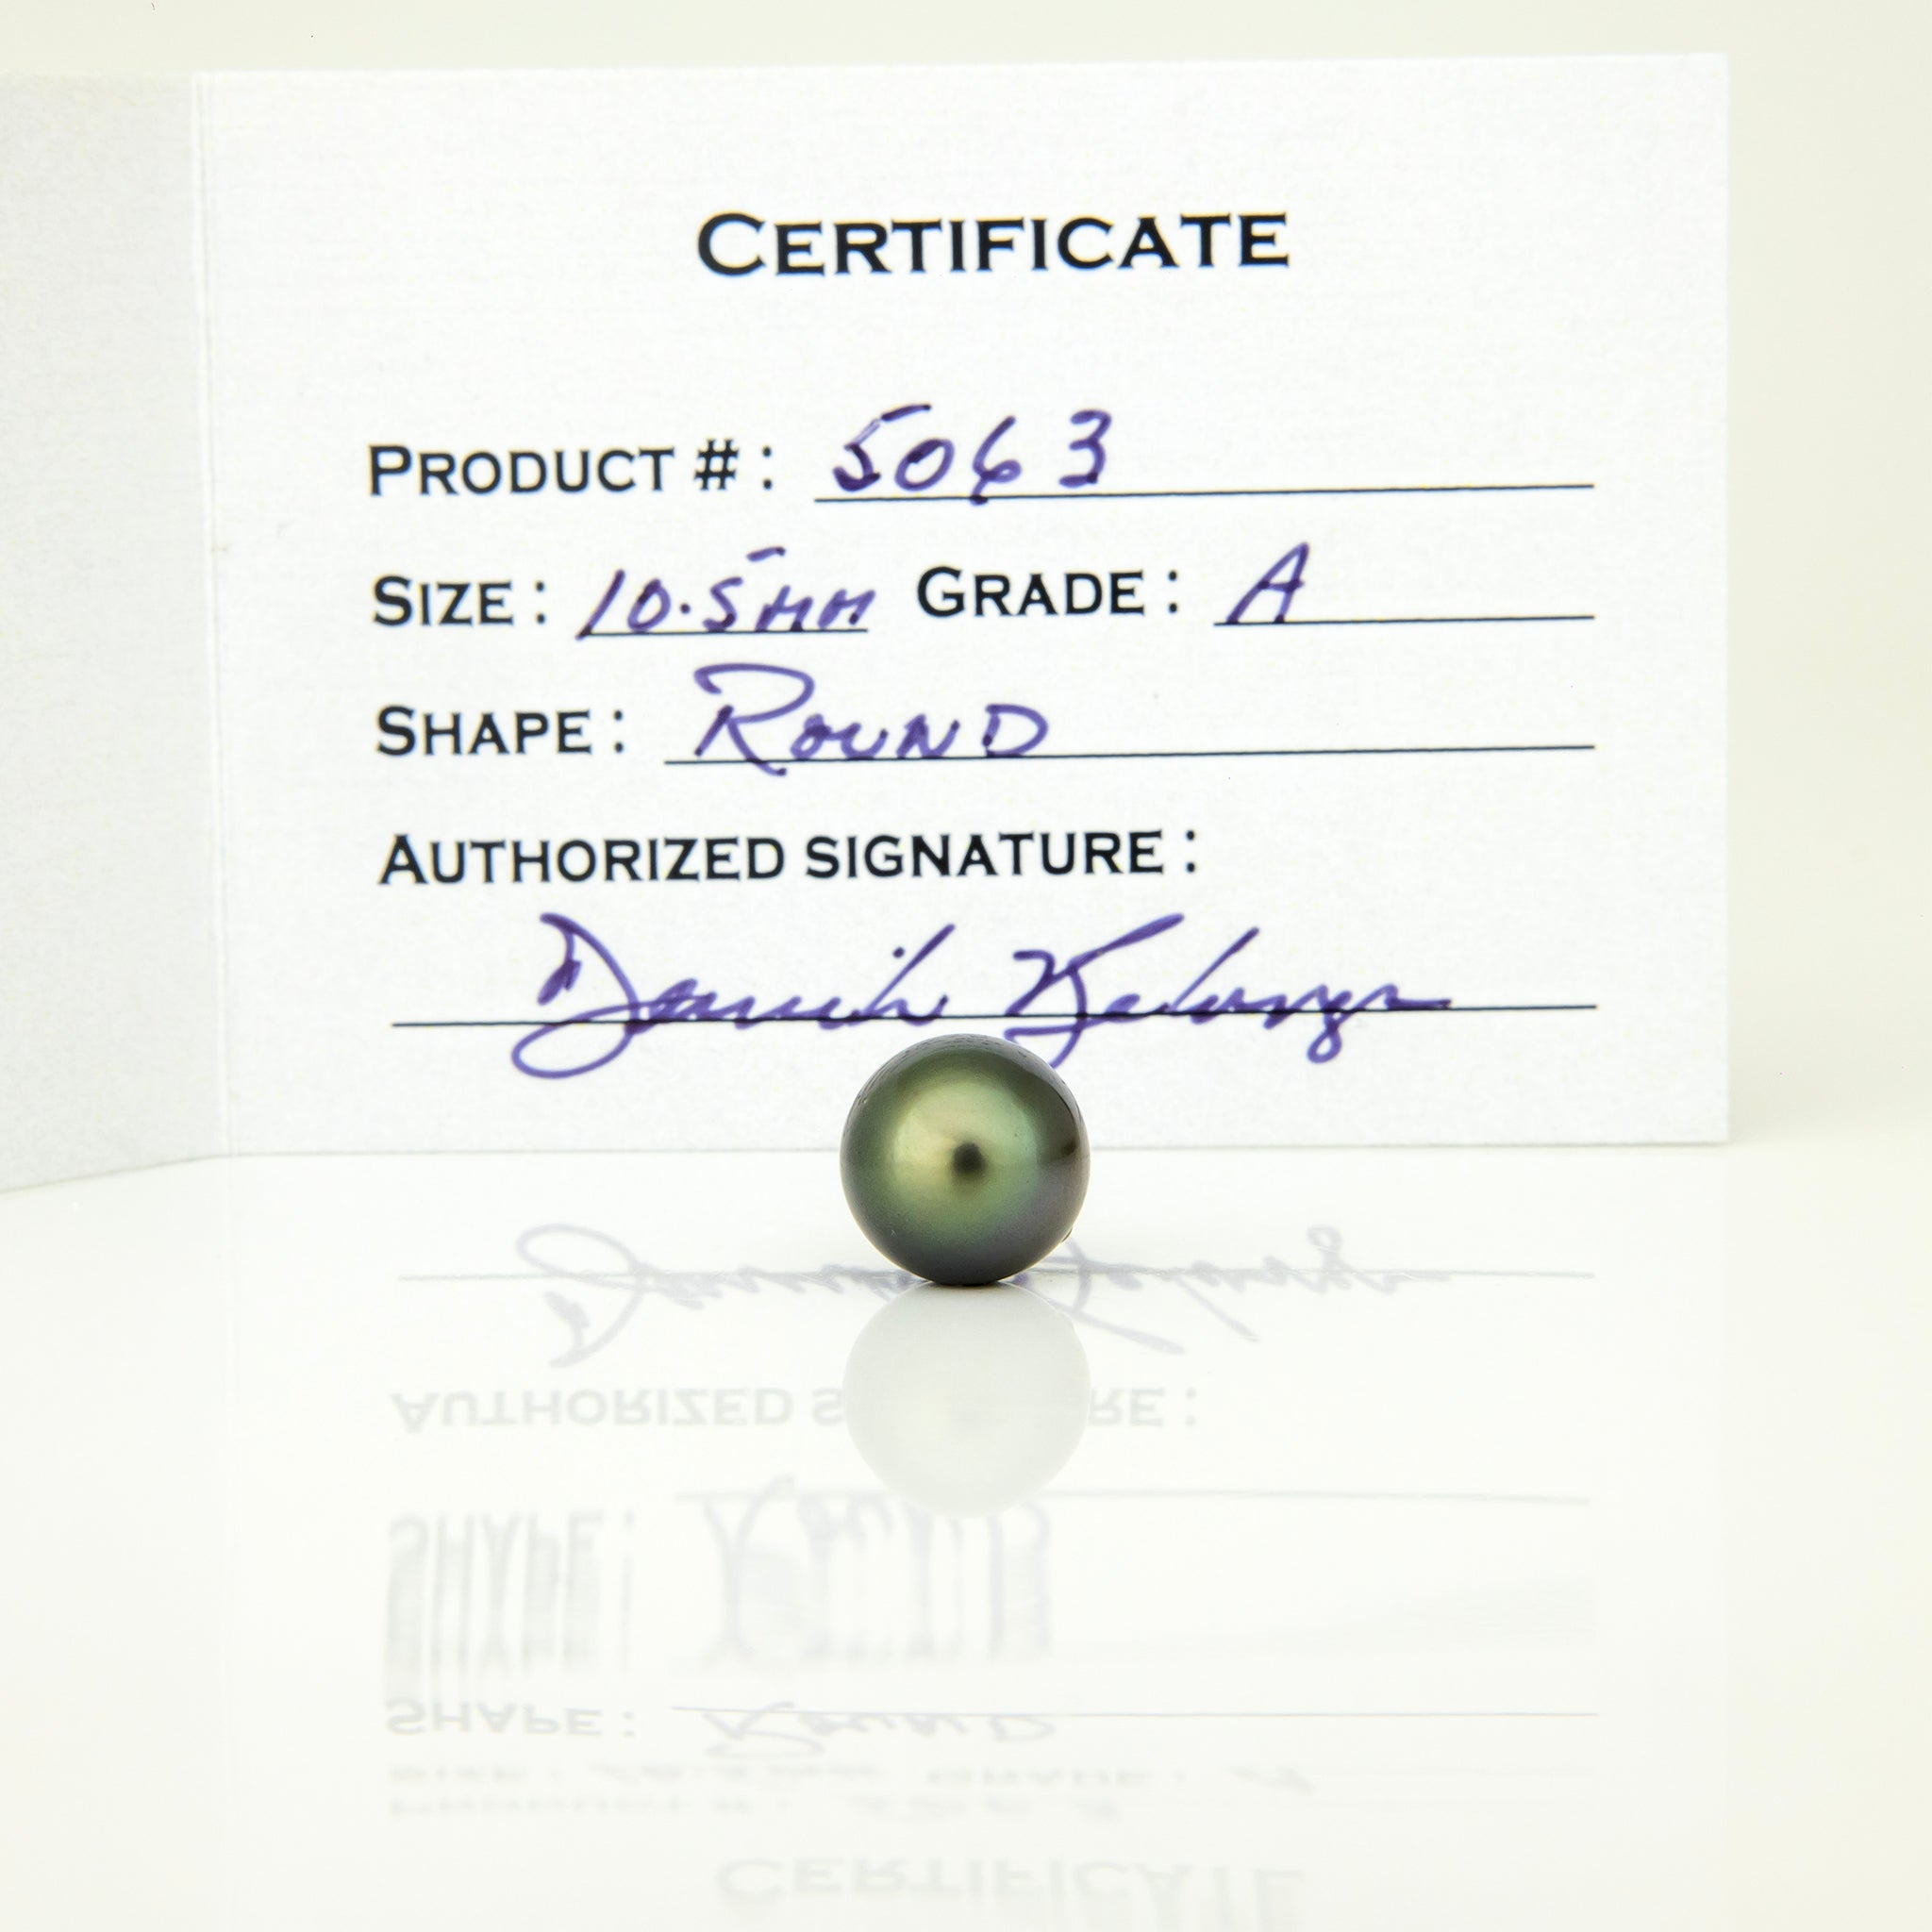 CERTIFICATE
PRODUCT #: 5063
SIZE: 10.5MM GRADE: A
SHAPE: ROUND
AUTHORIZED SIGNATURE: